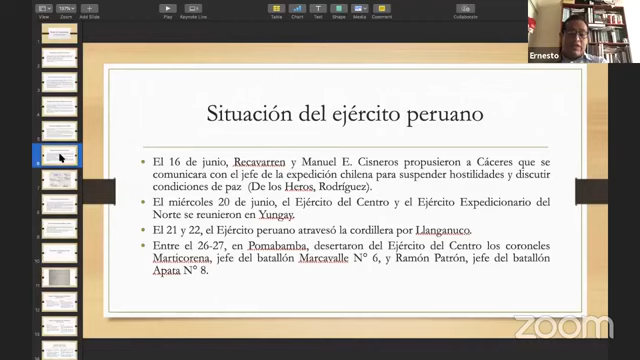 View
137%
Zoom
Add Slide
Play
Keynote Live
Table
Chart
Text
Shape
Media
Comment
Collaborate
Ernesto
Situación del ejército peruano
• El 16 de junio, Recavarren y Manuel E. Cisneros propusieron a Cáceres que se
comunicara con el jefe de la expedición chilena para suspender hostilidades y discutir
condiciones de paz (De los Heros, Rodríguez).
• El miércoles 20 de junio, el Ejército del Centro y el Ejército Expedicionario del
Norte se reunieron en Yungay.
• El 21 y 22, el Ejército peruano atravesó la cordillera por Llanganuco.
• Entre el 26-27, en Pomabamba, desertaron del Ejército del Centro los coroneles
Marticorena, jefe del batallón Marcavalle N° 6, y Ramón Patrón, jefe del batallón
Apata N° 8.
zoom